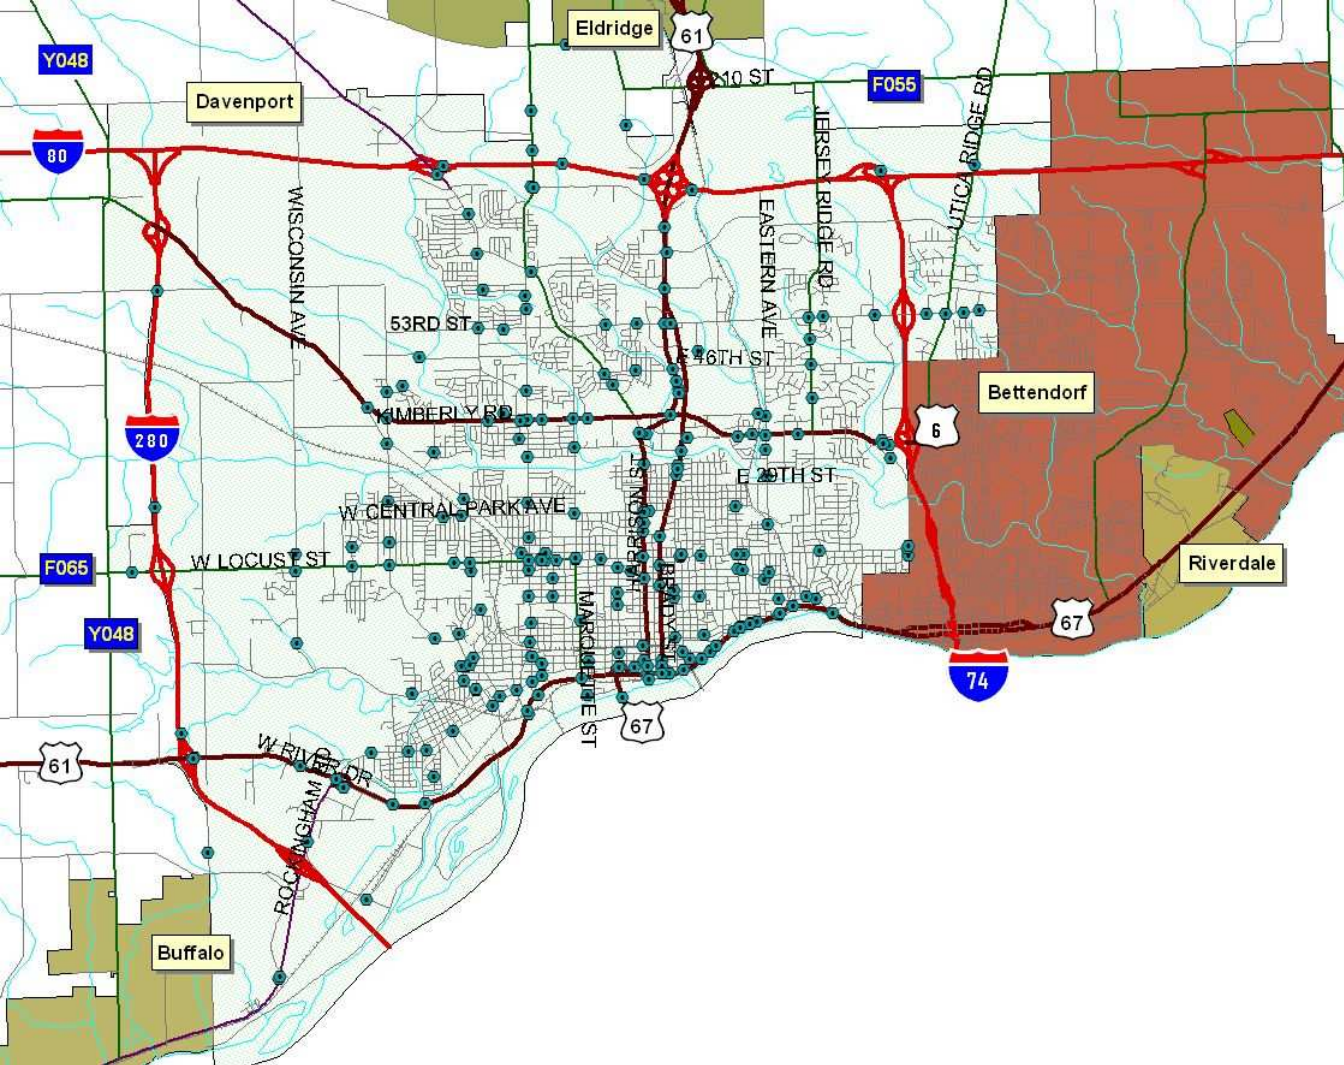 Eldridge
61
Y048
210 ST
F055
Davenport
80
JERSEY RIDGE RD
UTICA RIDGE RD
WISCONSIN AVE
EASTERN AVE
53RD ST
E 46TH ST
Bettendorf
KIMBERLY RD
6
280
E 29TH ST
W CENTRAL PARK AVE
HARRISON ST
W LOCUST ST
F065
Riverdale
BRADY ST
MARQUETTE ST
67
Y048
74
67
W RIVER DR
61
ROCKINGHAM RD
Buffalo